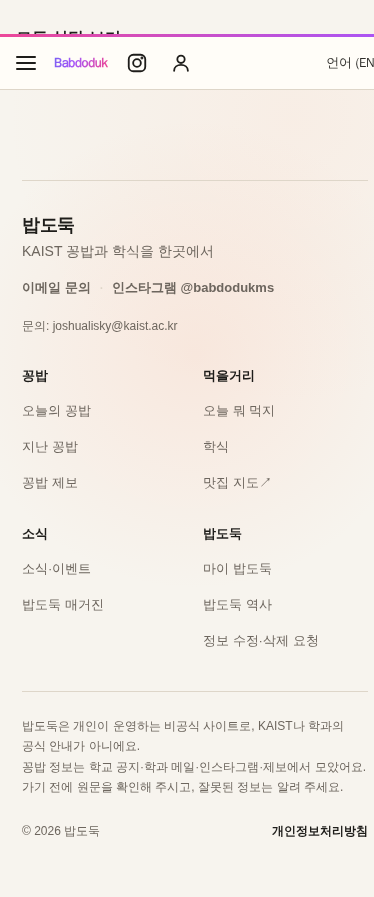 Babdoduk
언어 (EN
밥도둑
KAIST 꽁밥과 학식을 한곳에서
이메일 문의 · 인스타그램 @babdodukms
문의: joshualisky@kaist.ac.kr
꽁밥
오늘의 꽁밥
지난 꽁밥
꽁밥 제보
먹을거리
오늘 뭐 먹지
학식
맛집 지도↗
소식
소식·이벤트
밥도둑 매거진
밥도둑
마이 밥도둑
밥도둑 역사
정보 수정·삭제 요청
밥도둑은 개인이 운영하는 비공식 사이트로, KAIST나 학과의
공식 안내가 아니에요.
꽁밥 정보는 학교 공지·학과 메일·인스타그램·제보에서 모았어요.
가기 전에 원문을 확인해 주시고, 잘못된 정보는 알려 주세요.
© 2026 밥도둑
개인정보처리방침